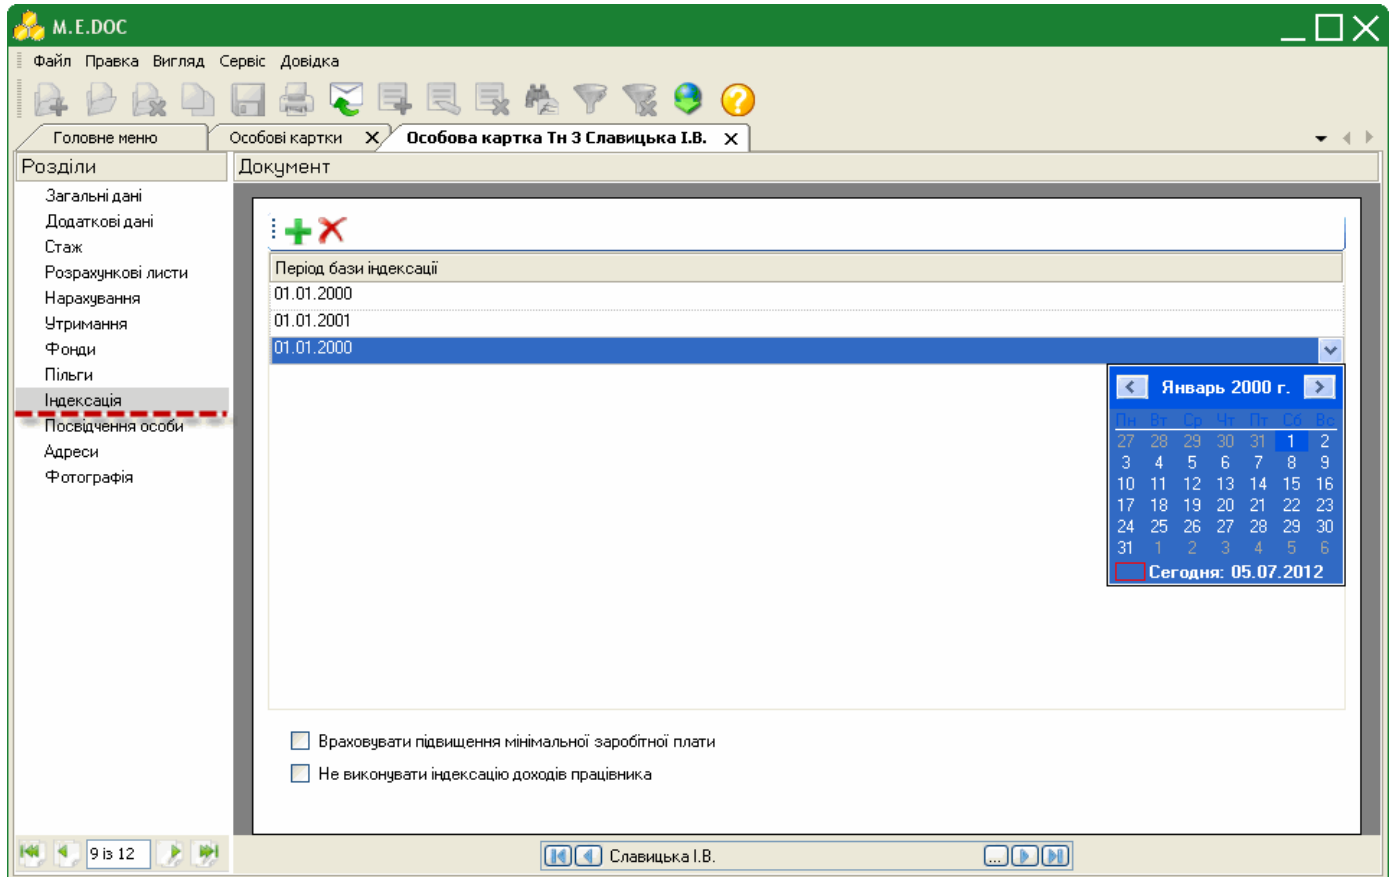 M.E.DOC
Файл Правка Вигляд Сервіс Довідка
Головне меню Особові картки Особова картка Тн 3 Славицька І.В.
Розділи
Документ
Загальні дані
Додаткові дані
Стаж
Розрахункові листи
Нарахування
Утримання
Фонди
Пільги
Індексація
Посвідчення особи
Адреси
Фотографія
Період бази індексації
01.01.2000
01.01.2001
01.01.2000
Январь 2000 г.
Пн Вт Ср Чт Пт Сб Вс
27 28 29 30 31 1 2
3 4 5 6 7 8 9
10 11 12 13 14 15 16
17 18 19 20 21 22 23
24 25 26 27 28 29 30
31 1 2 3 4 5 6
Сегодня: 05.07.2012
Враховувати підвищення мінімальної заробітної плати
Не виконувати індексацію доходів працівника
9 із 12
Славицька І.В.
...